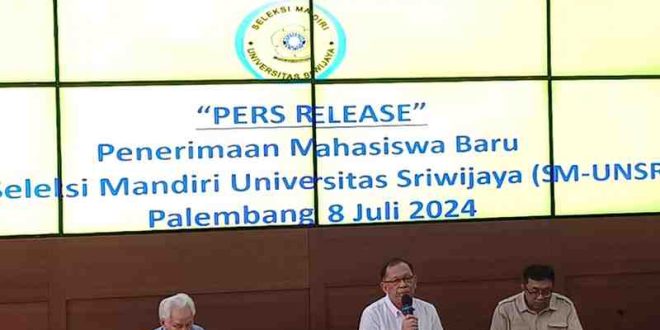 SELEKSI MANDIRI
UNIVERSITAS SRIWIJAYA
"PERS RELEASE"
Penerimaan Mahasiswa Baru
Seleksi Mandiri Universitas Sriwijaya (SM-UNSR
Palembang 8 Juli 2024